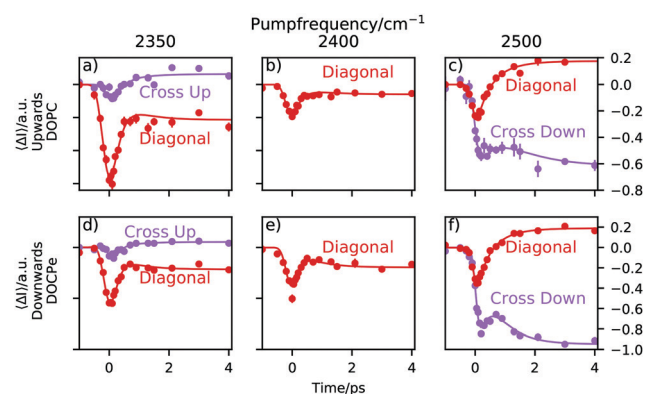 Pumpfrequency/cm⁻¹
2350 2400 2500
a) b) c)
Cross Up
Diagonal
Diagonal
Diagonal
Cross Down
⟨ΔI⟩/a.u.
Upwards
DOPC
0.2
0.0
−0.2
−0.4
−0.6
−0.8
d) e) f)
Cross Up
Diagonal
Diagonal
Diagonal
Cross Down
⟨ΔI⟩/a.u.
Downwards
DOCPe
0.2
0.0
−0.2
−0.4
−0.6
−0.8
−1.0
0 2 4 0 2 4 0 2 4
Time/ps